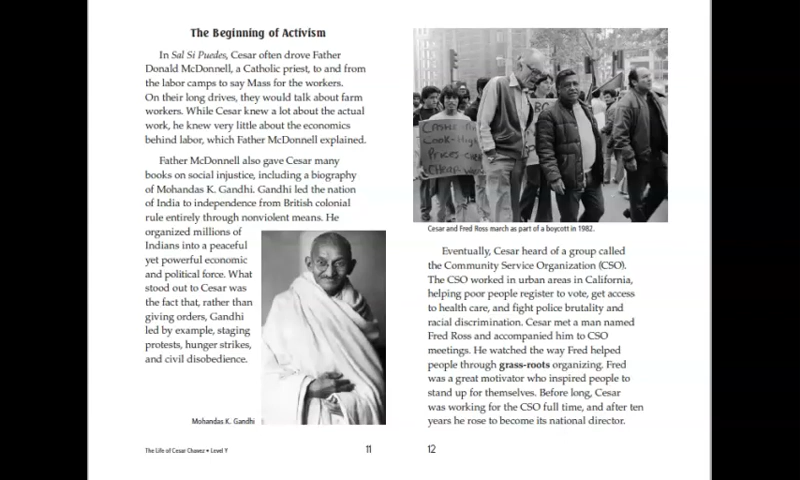 The Beginning of Activism
In Sal Si Puedes, Cesar often drove Father
Donald McDonnell, a Catholic priest, to and from
the labor camps to say Mass for the workers.
On their long drives, they would talk about farm
workers. While Cesar knew a lot about the actual
work, he knew very little about the economics
behind labor, which Father McDonnell explained.
Father McDonnell also gave Cesar many
books on social injustice, including a biography
of Mohandas K. Gandhi. Gandhi led the nation
of India to independence from British colonial
rule entirely through nonviolent means. He
organized millions of
Indians into a peaceful
yet powerful economic
and political force. What
stood out to Cesar was
the fact that, rather than
giving orders, Gandhi
led by example, staging
protests, hunger strikes,
and civil disobedience.
Mohandas K. Gandhi
The Life of Cesar Chavez • Level Y
11
Cook-High
Prices
Cesar and Fred Ross march as part of a boycott in 1982.
Eventually, Cesar heard of a group called
the Community Service Organization (CSO).
The CSO worked in urban areas in California,
helping poor people register to vote, get access
to health care, and fight police brutality and
racial discrimination. Cesar met a man named
Fred Ross and accompanied him to CSO
meetings. He watched the way Fred helped
people through grass-roots organizing. Fred
was a great motivator who inspired people to
stand up for themselves. Before long, Cesar
was working for the CSO full time, and after ten
years he rose to become its national director.
12